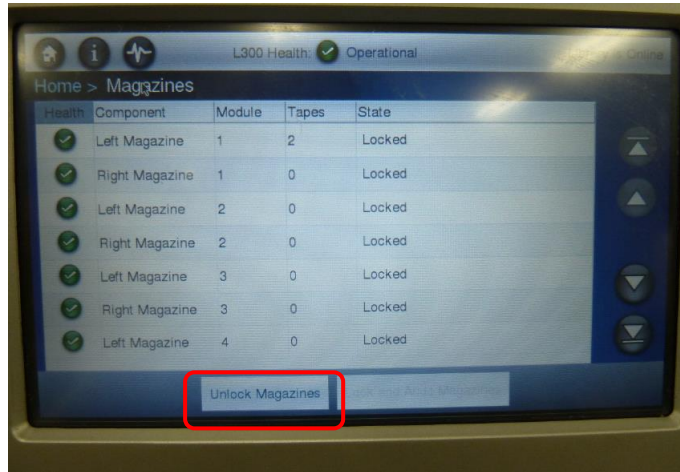 L300 Health: Operational
Online
Home > Magazines
Health Component Module Tapes State
Left Magazine 1 2 Locked
Right Magazine 1 0 Locked
Left Magazine 2 0 Locked
Right Magazine 2 0 Locked
Left Magazine 3 0 Locked
Right Magazine 3 0 Locked
Left Magazine 4 0 Locked
Unlock Magazines